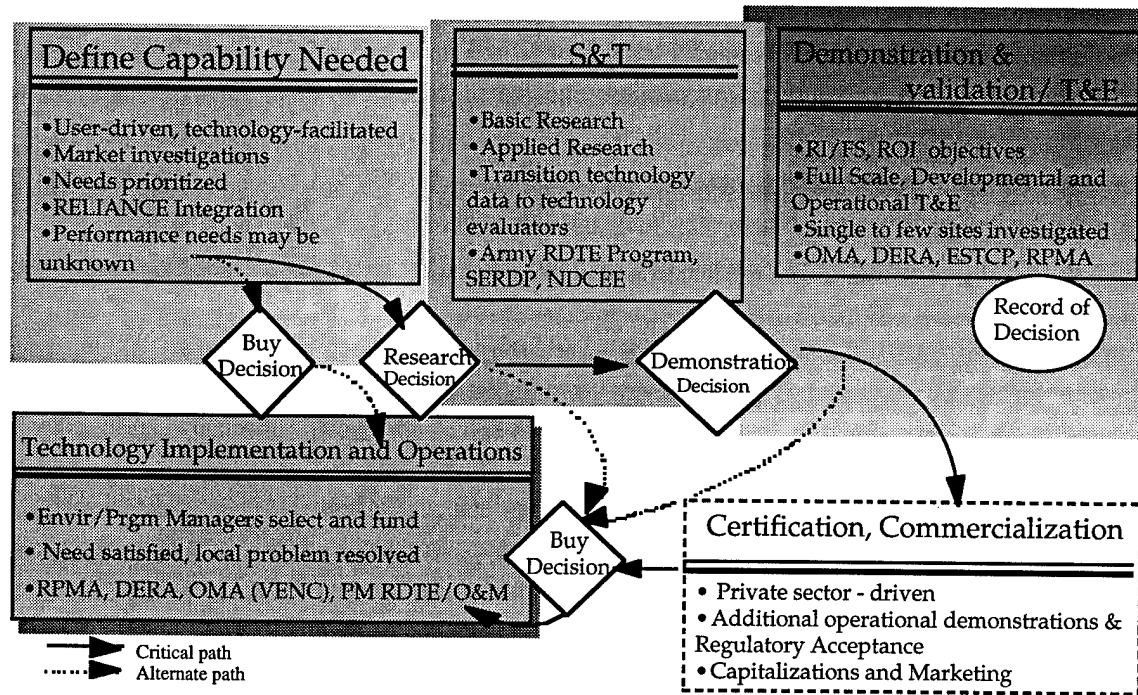 Define Capability Needed
•User-driven, technology-facilitated
•Market investigations
•Needs prioritized
•RELIANCE Integration
•Performance needs may be
unknown
S&T
•Basic Research
•Applied Research
•Transition technology
data to technology
evaluators
•Army RDTE Program,
SERDP, NDCEE
Demonstration &
validation/ T&E
•RI/FS, ROI objectives
•Full Scale, Developmental and
Operational T&E
•Single to few sites investigated
•OMA, DERA, ESTCP, RPMA
Record of
Decision
Buy
Decision
Research
Decision
Demonstration
Decision
Technology Implementation and Operations
•Envir/Prgm Managers select and fund
• Need satisfied, local problem resolved
•RPMA, DERA, OMA (VENC), PM RDTE/O&M
Buy
Decision
Certification, Commercialization
• Private sector - driven
• Additional operational demonstrations &
Regulatory Acceptance
•Capitalizations and Marketing
Critical path
Alternate path